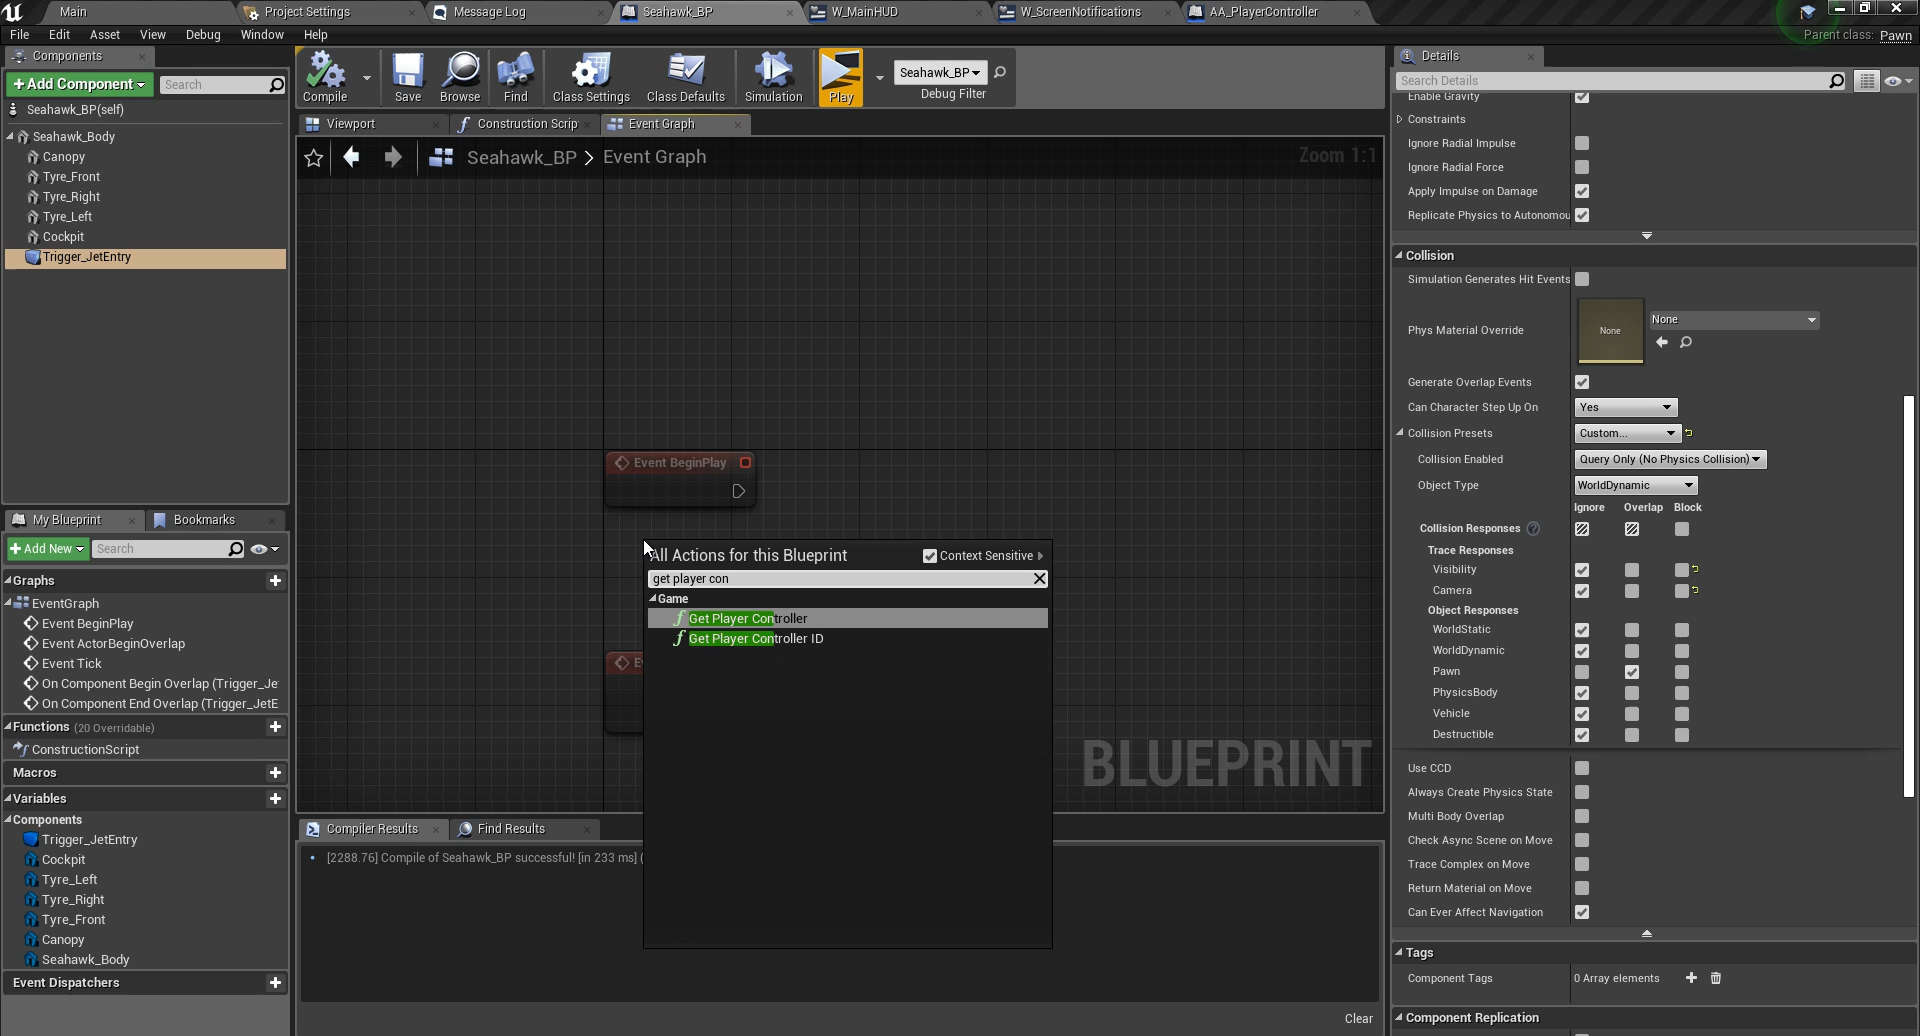 Main
Project Settings
Message Log
Seahawk_BP
W_MainHUD
W_ScreenNotifications
AA_PlayerController
File
Edit
Asset
View
Debug
Window
Help
Parent class: Pawn
Components
+Add Component
Search
Seahawk_BP(self)
Seahawk_Body
Canopy
Tyre_Front
Tyre_Right
Tyre_Left
Cockpit
Trigger_JetEntry
Compile
Save
Browse
Find
Class Settings
Class Defaults
Simulation
Play
Seahawk_BP
Debug Filter
Viewport
Construction Scrip
Event Graph
Seahawk_BP > Event Graph
Zoom 1:1
Event BeginPlay
All Actions for this Blueprint
Context Sensitive
get player con
Game
Get Player Controller
Get Player Controller ID
BLUEPRINT
My Blueprint
Bookmarks
+Add New
Search
Graphs
EventGraph
Event BeginPlay
Event ActorBeginOverlap
Event Tick
On Component Begin Overlap (Trigger_Je
On Component End Overlap (Trigger_JetE
Functions (20 Overridable)
ConstructionScript
Macros
Variables
Components
Trigger_JetEntry
Cockpit
Tyre_Left
Tyre_Right
Tyre_Front
Canopy
Seahawk_Body
Event Dispatchers
Compiler Results
Find Results
[2288.76] Compile of Seahawk_BP successful! [in 233 ms] (
Clear
Details
Search Details
Enable Gravity
Constraints
Ignore Radial Impulse
Ignore Radial Force
Apply Impulse on Damage
Replicate Physics to Autonomou
Collision
Simulation Generates Hit Events
Phys Material Override
None
None
Generate Overlap Events
Can Character Step Up On
Yes
Collision Presets
Custom...
Collision Enabled
Query Only (No Physics Collision)
Object Type
WorldDynamic
Ignore
Overlap
Block
Collision Responses
Trace Responses
Visibility
Camera
Object Responses
WorldStatic
WorldDynamic
Pawn
PhysicsBody
Vehicle
Destructible
Use CCD
Always Create Physics State
Multi Body Overlap
Check Async Scene on Move
Trace Complex on Move
Return Material on Move
Can Ever Affect Navigation
Tags
Component Tags
0 Array elements
Component Replication